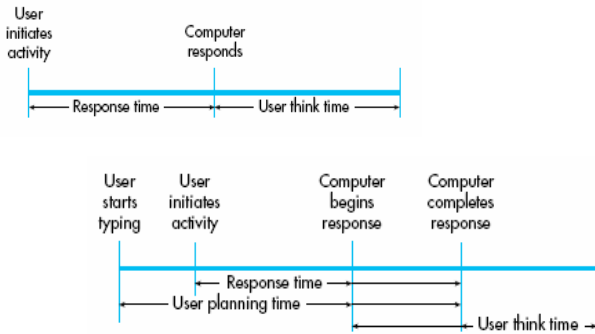 User
initiates
activity
Computer
responds
Response time
User think time
User
starts
typing
User
initiates
activity
Computer
begins
response
Computer
completes
response
Response time
User planning time
User think time